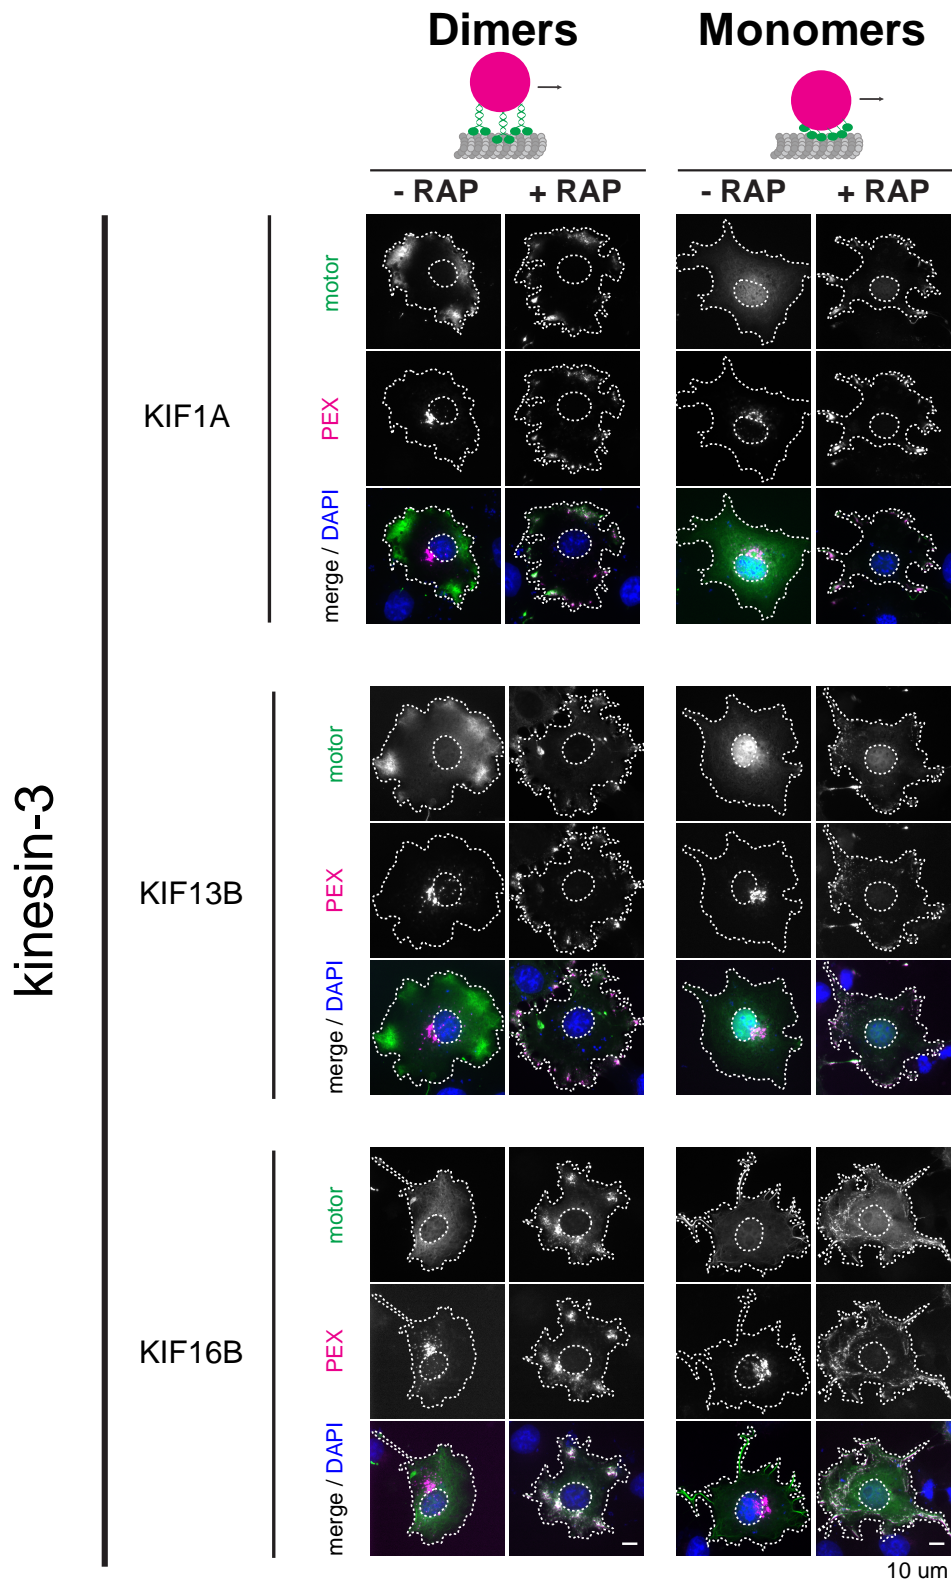 Dimers
Monomers
- RAP
+ RAP
- RAP
+ RAP
kinesin-3
KIF1A
motor
PEX
merge / DAPI
KIF13B
motor
PEX
merge / DAPI
KIF16B
motor
PEX
merge / DAPI
10 um